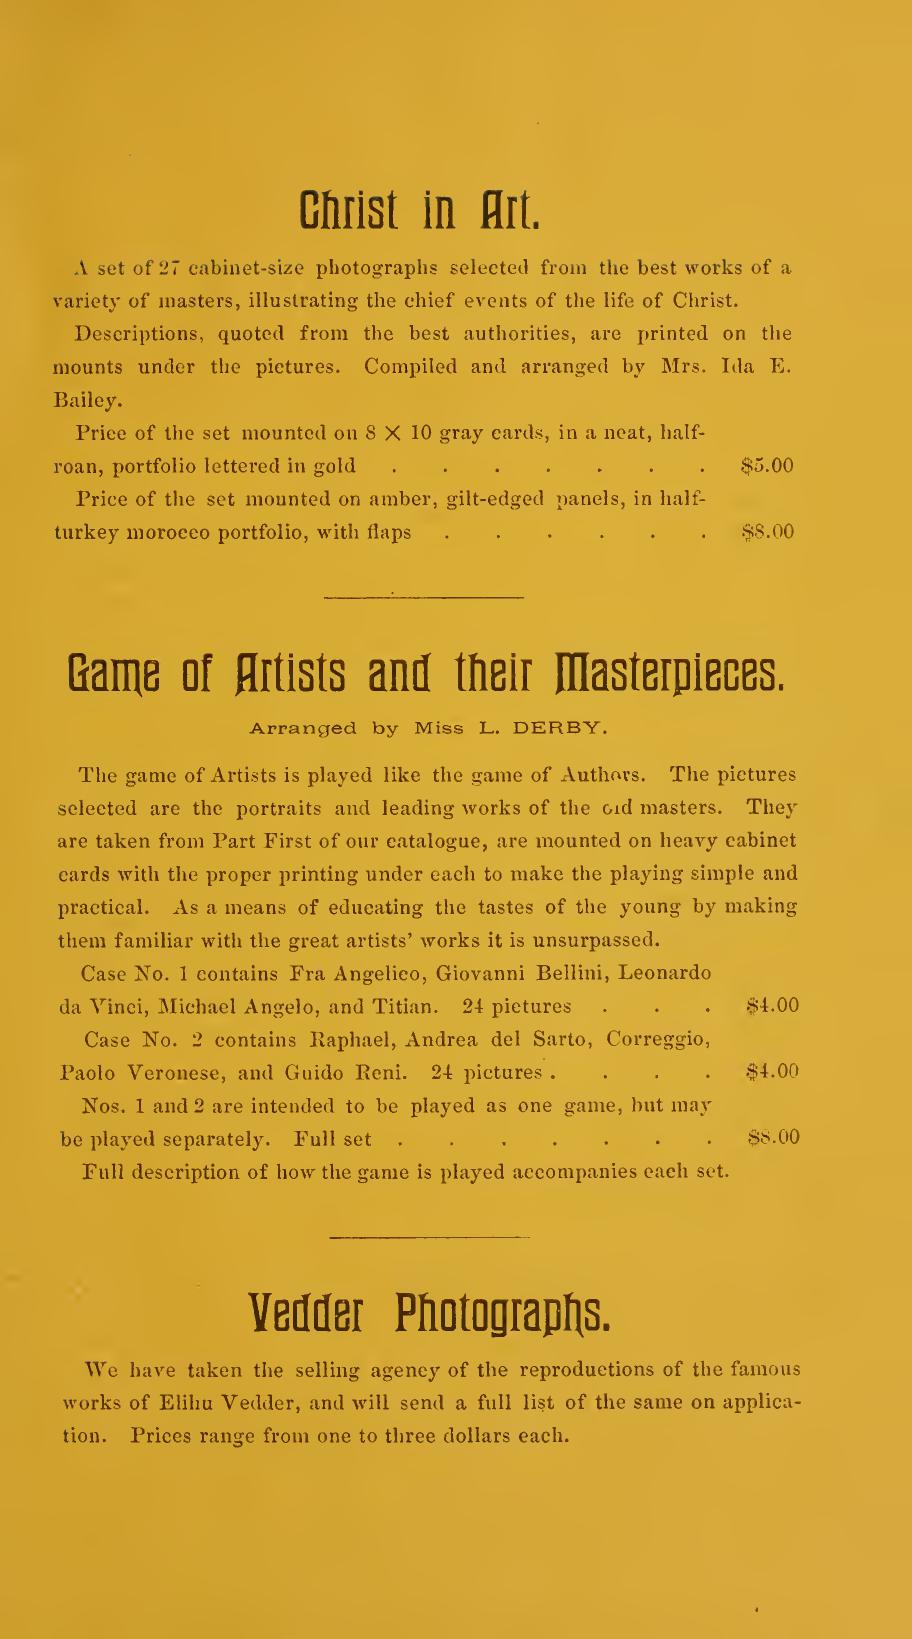 Christ in Art.
A set of 27 cabinet-size photographs selected from the best works of a
variety of masters, illustrating the chief events of the life of Christ.
Descriptions, quoted from the best authorities, are printed on the
mounts under the pictures. Compiled and arranged by Mrs. Ida E.
Bailey.
Price of the set mounted on 8 × 10 gray cards, in a neat, half-
roan, portfolio lettered in gold . . . . . . . $5.00
Price of the set mounted on amber, gilt-edged panels, in half-
turkey morocco portfolio, with flaps . . . . . . $8.00
Game of Artists and their Masterpieces.
Arranged by Miss L. DERBY.
The game of Artists is played like the game of Authors. The pictures
selected are the portraits and leading works of the old masters. They
are taken from Part First of our catalogue, are mounted on heavy cabinet
cards with the proper printing under each to make the playing simple and
practical. As a means of educating the tastes of the young by making
them familiar with the great artists' works it is unsurpassed.
Case No. 1 contains Fra Angelico, Giovanni Bellini, Leonardo
da Vinci, Michael Angelo, and Titian. 24 pictures . . . $4.00
Case No. 2 contains Raphael, Andrea del Sarto, Correggio,
Paolo Veronese, and Guido Reni. 24 pictures . . . . $4.00
Nos. 1 and 2 are intended to be played as one game, but may
be played separately. Full set . . . . . . . $8.00
Full description of how the game is played accompanies each set.
Vedder Photographs.
We have taken the selling agency of the reproductions of the famous
works of Elihu Vedder, and will send a full list of the same on applica-
tion. Prices range from one to three dollars each.